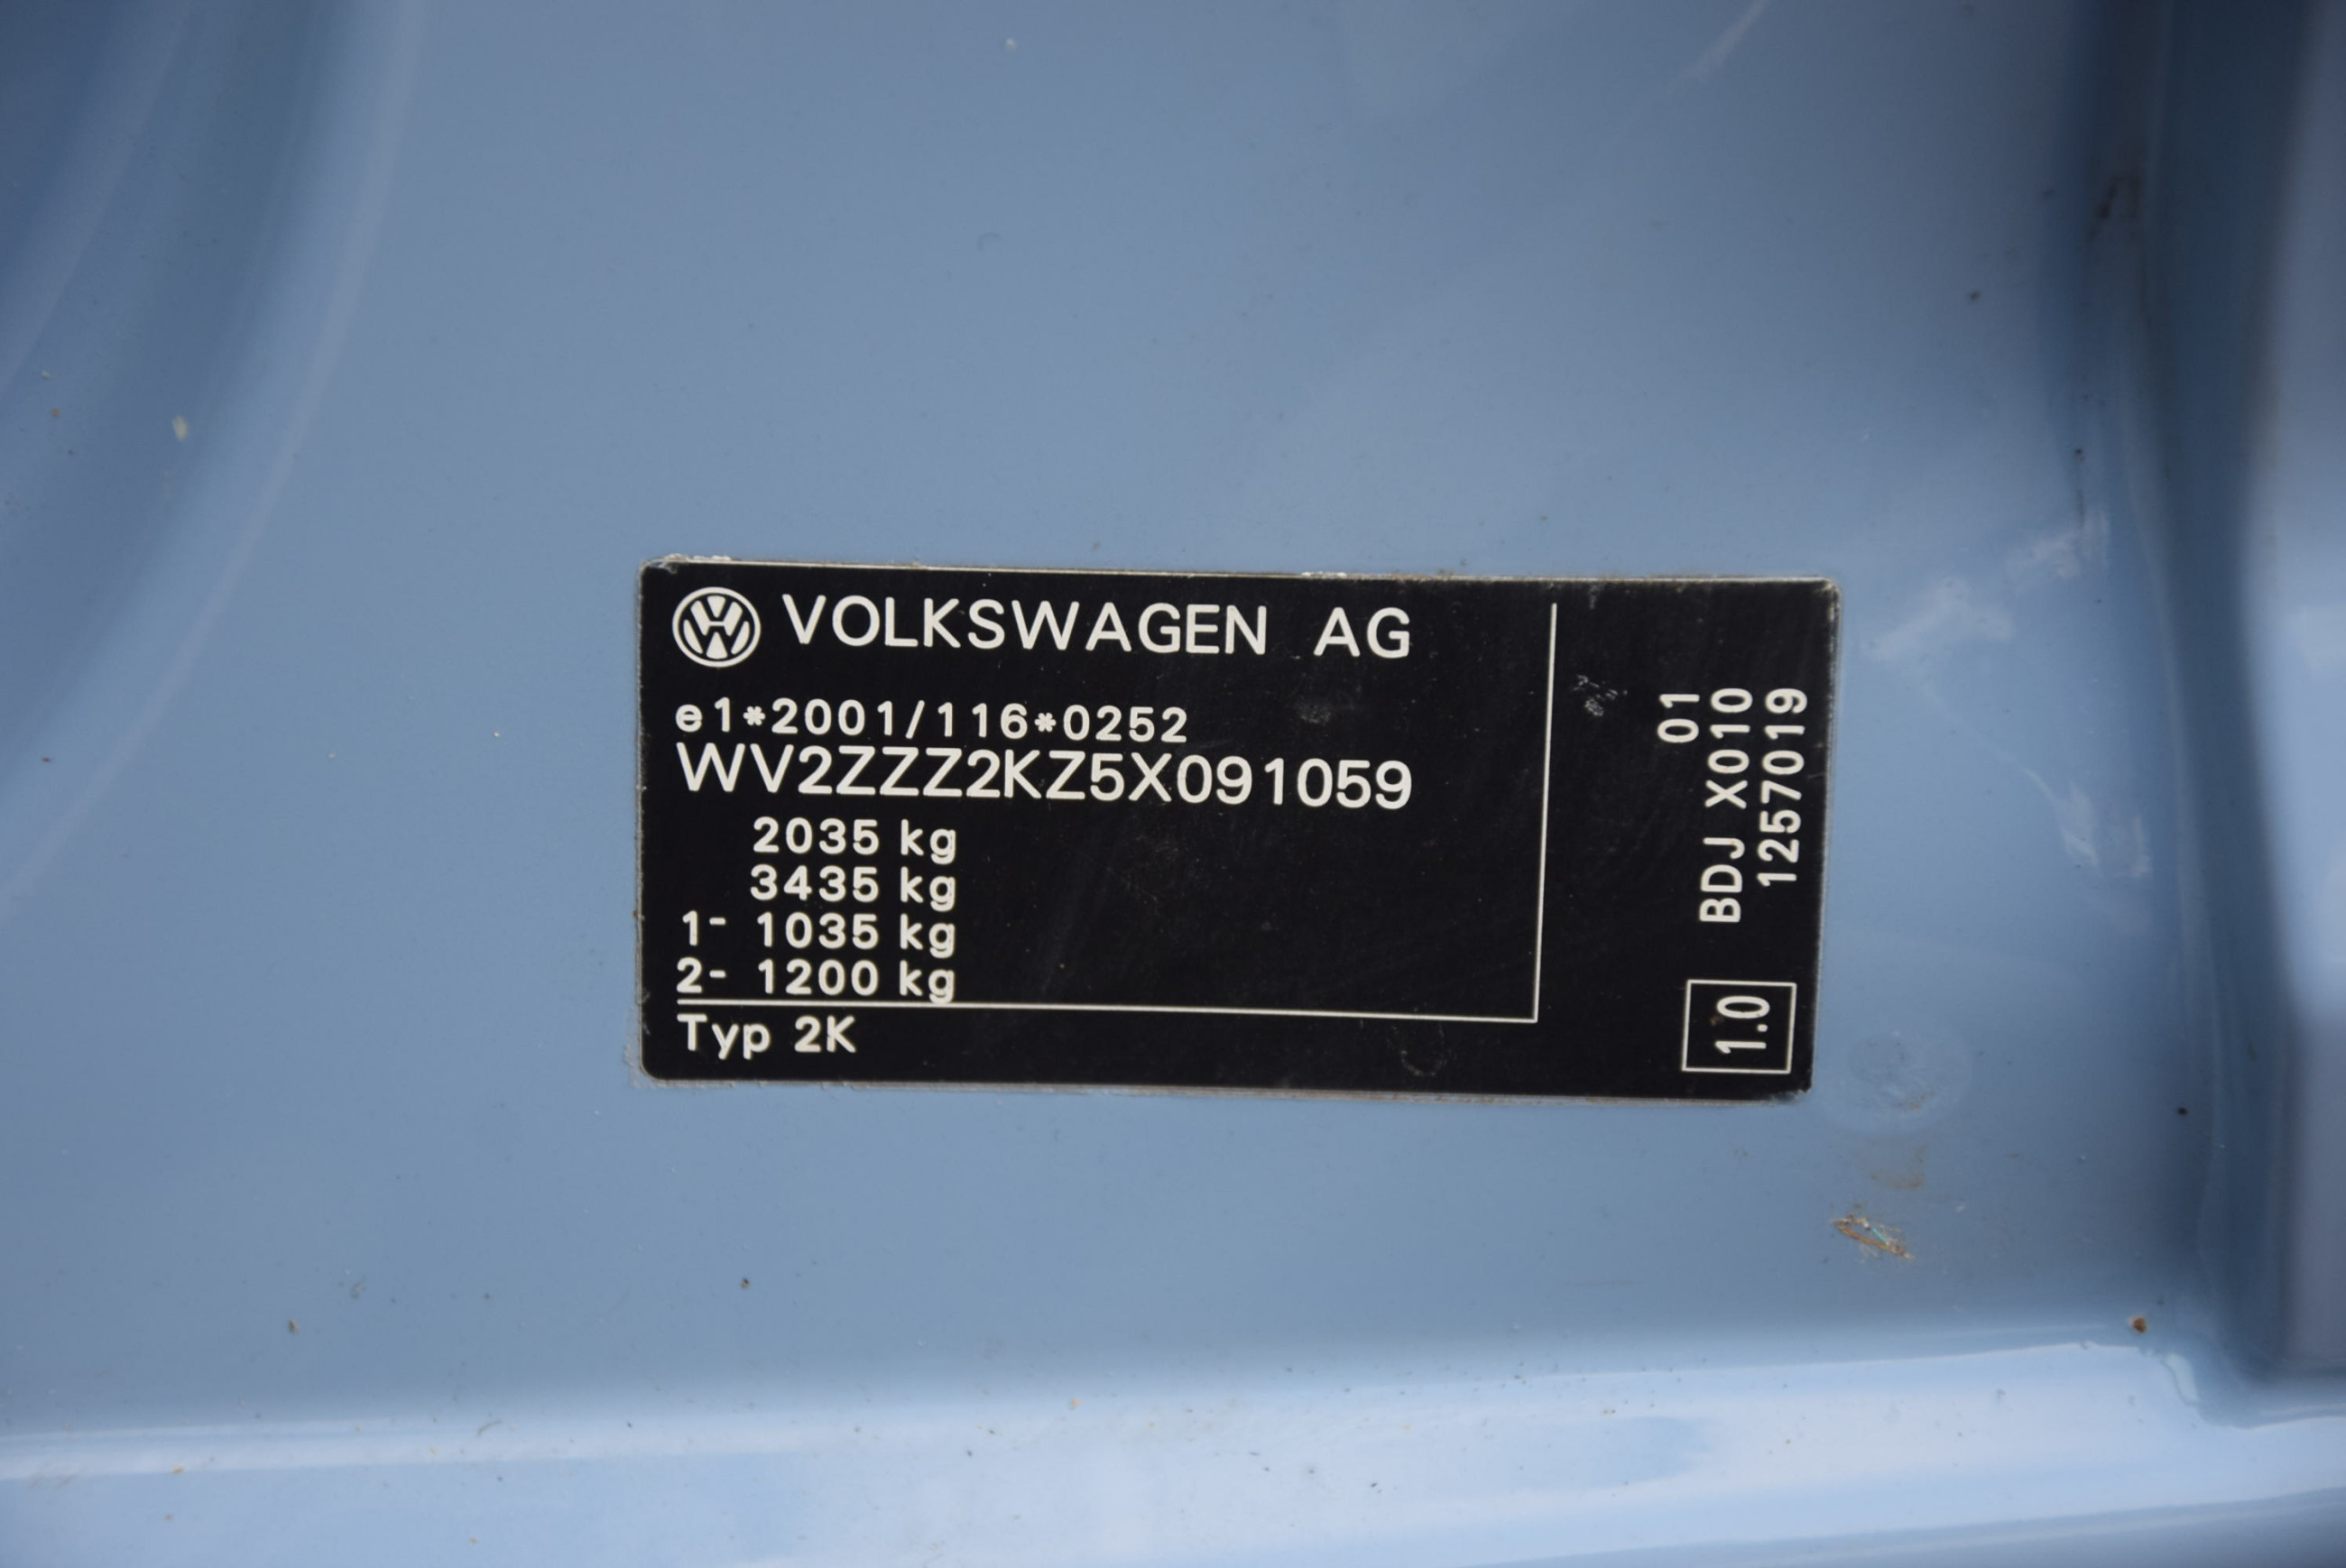 VOLKSWAGEN AG
e1*2001/116*0252
WV2ZZZ2KZ5X091059
2035 kg
3435 kg
1- 1035 kg
2- 1200 kg
Typ 2K
01
BDJ X010
1257019
1.0